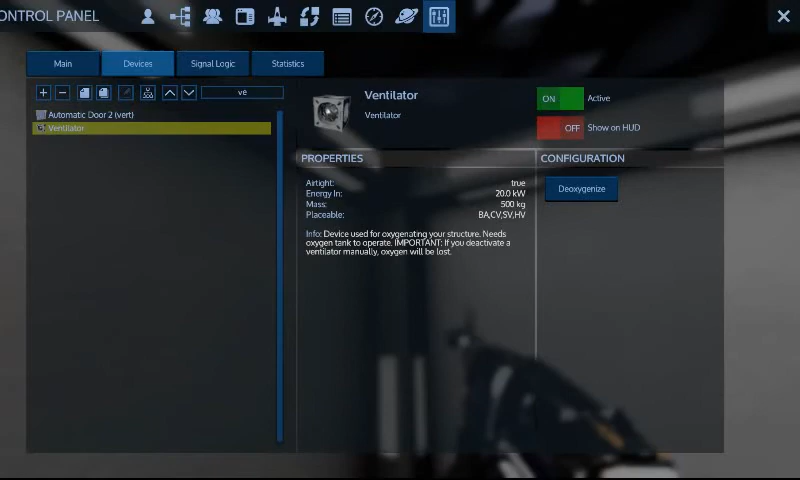 ONTROL PANEL
Main
Devices
Signal Logic
Statistics
ve
Automatic Door 2 (vert)
Ventilator
Ventilator
Ventilator
ON
Active
OFF
Show on HUD
PROPERTIES
Airtight: true
Energy In: 20.0 kW
Mass: 500 kg
Placeable: BA,CV,SV,HV
Info: Device used for oxygenating your structure. Needs
oxygen tank to operate. IMPORTANT: If you deactivate a
ventilator manually, oxygen will be lost.
CONFIGURATION
Deoxygenize